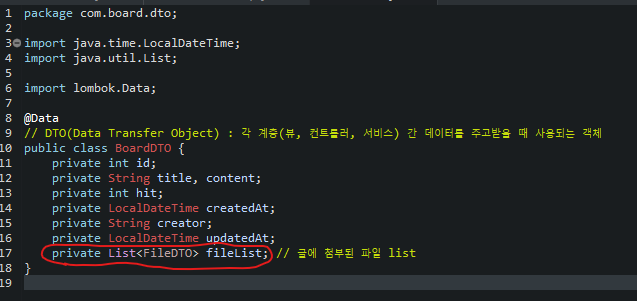 1 package com.board.dto;
2
3 import java.time.LocalDateTime;
4 import java.util.List;
5
6 import lombok.Data;
7
8 @Data
9 // DTO(Data Transfer Object) : 각 계층(뷰, 컨트롤러, 서비스) 간 데이터를 주고받을 때 사용되는 객체
10 public class BoardDTO {
11 private int id;
12 private String title, content;
13 private int hit;
14 private LocalDateTime createdAt;
15 private String creator;
16 private LocalDateTime updatedAt;
17 private List<FileDTO> fileList; // 글에 첨부된 파일 list
18 }
19